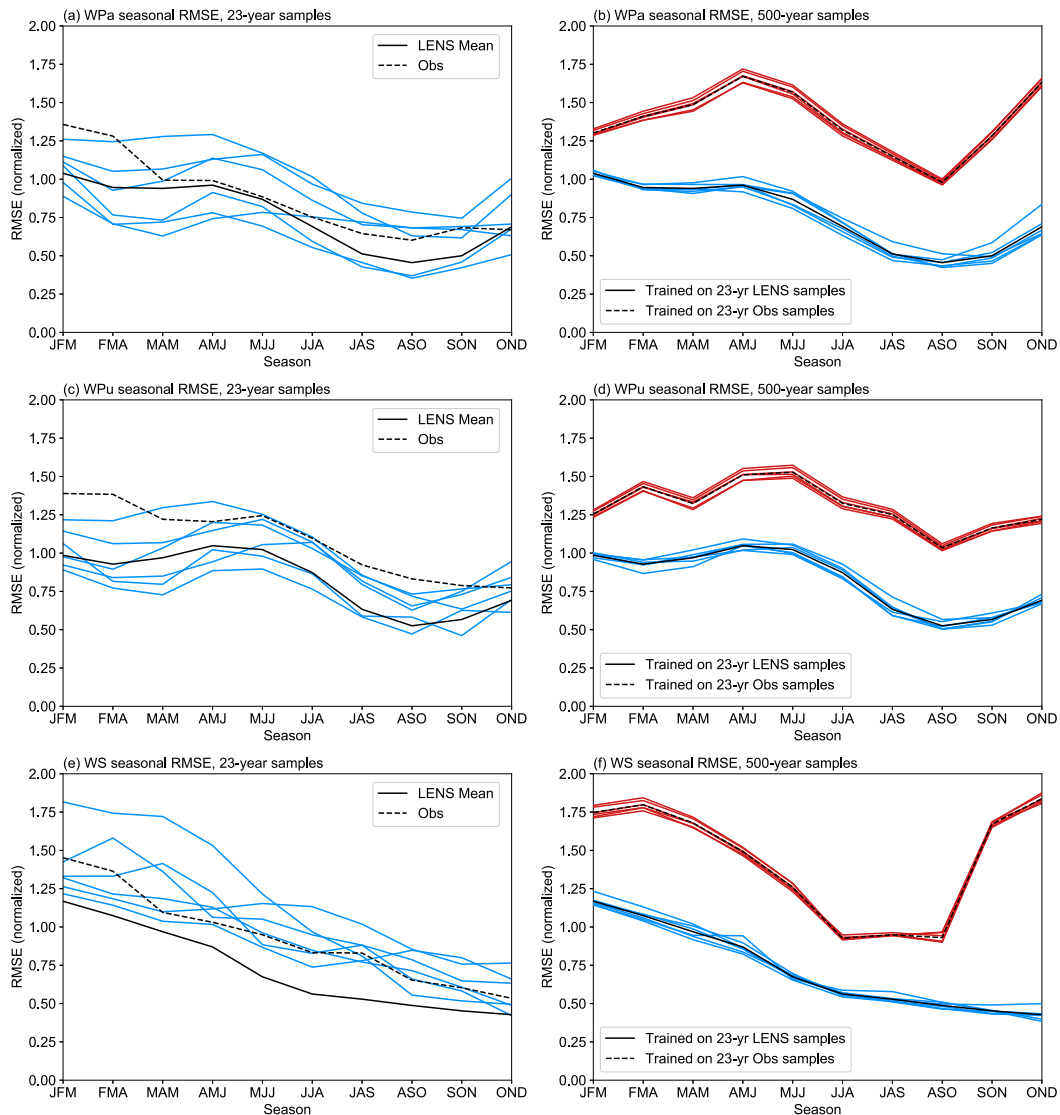 (a) WPa seasonal RMSE, 23-year samples
2.00
1.75
1.50
1.25
1.00
0.75
0.50
0.25
0.00
RMSE (normalized)
LENS Mean
Obs
JFM FMA MAM AMJ MJJ JJA JAS ASO SON OND
Season
(b) WPa seasonal RMSE, 500-year samples
2.00
1.75
1.50
1.25
1.00
0.75
0.50
0.25
0.00
RMSE (normalized)
Trained on 23-yr LENS samples
Trained on 23-yr Obs samples
JFM FMA MAM AMJ MJJ JJA JAS ASO SON OND
Season
(c) WPu seasonal RMSE, 23-year samples
2.00
1.75
1.50
1.25
1.00
0.75
0.50
0.25
0.00
RMSE (normalized)
LENS Mean
Obs
JFM FMA MAM AMJ MJJ JJA JAS ASO SON OND
Season
(d) WPu seasonal RMSE, 500-year samples
2.00
1.75
1.50
1.25
1.00
0.75
0.50
0.25
0.00
RMSE (normalized)
Trained on 23-yr LENS samples
Trained on 23-yr Obs samples
JFM FMA MAM AMJ MJJ JJA JAS ASO SON OND
Season
(e) WS seasonal RMSE, 23-year samples
2.00
1.75
1.50
1.25
1.00
0.75
0.50
0.25
0.00
RMSE (normalized)
LENS Mean
Obs
JFM FMA MAM AMJ MJJ JJA JAS ASO SON OND
Season
(f) WS seasonal RMSE, 500-year samples
2.00
1.75
1.50
1.25
1.00
0.75
0.50
0.25
0.00
RMSE (normalized)
Trained on 23-yr LENS samples
Trained on 23-yr Obs samples
JFM FMA MAM AMJ MJJ JJA JAS ASO SON OND
Season